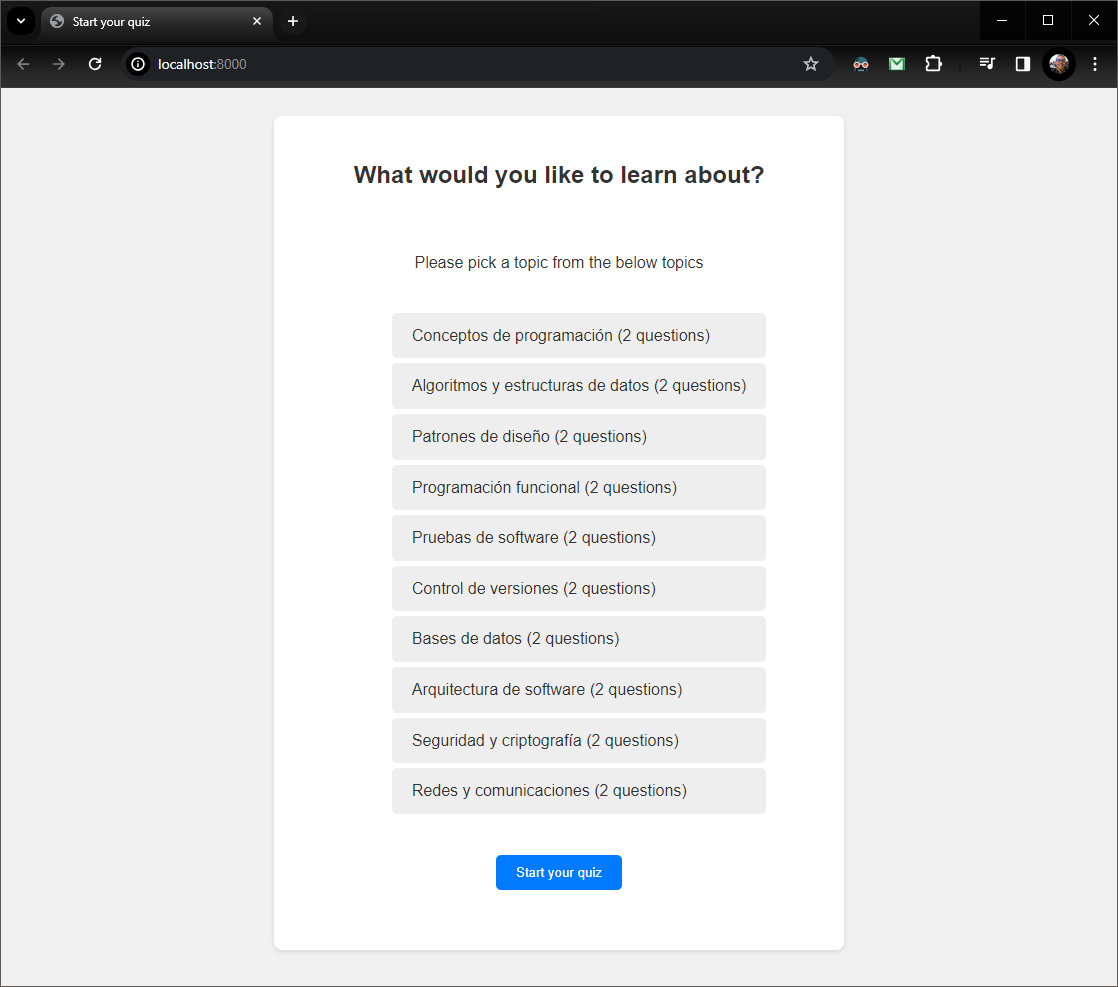 Start your quiz
localhost:8000
What would you like to learn about?
Please pick a topic from the below topics
Conceptos de programación (2 questions)
Algoritmos y estructuras de datos (2 questions)
Patrones de diseño (2 questions)
Programación funcional (2 questions)
Pruebas de software (2 questions)
Control de versiones (2 questions)
Bases de datos (2 questions)
Arquitectura de software (2 questions)
Seguridad y criptografía (2 questions)
Redes y comunicaciones (2 questions)
Start your quiz